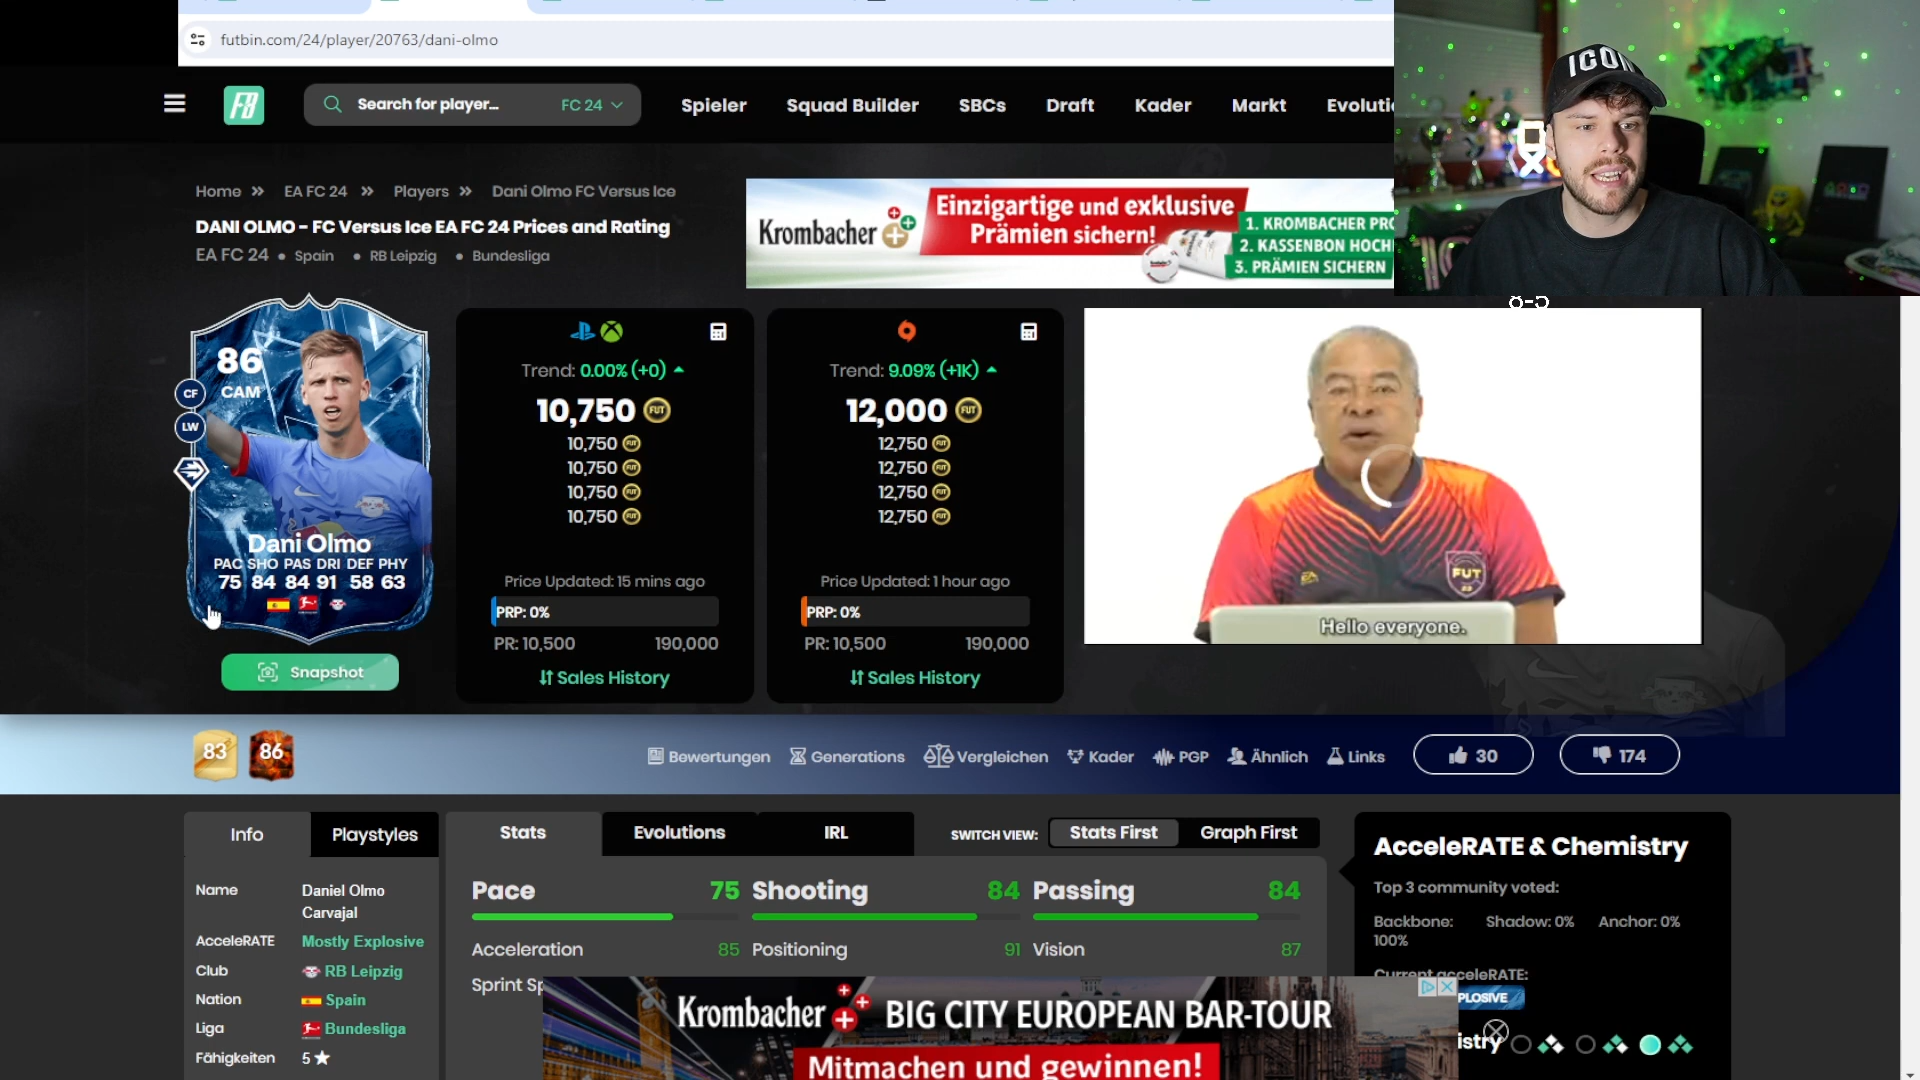 futbin.com/24/player/20763/dani-olmo
ICON
Search for player...
FC 24
Spieler
Squad Builder
SBCs
Draft
Kader
Markt
Home » EA FC 24 » Players » Dani Olmo FC Versus Ice
DANI OLMO - FC Versus Ice EA FC 24 Prices and Rating
EA FC 24 • Spain • RB Leipzig • Bundesliga
Krombacher
Einzigartige und exklusive
Prämien sichern!
2. KASSENBON HOCH
3. PRÄMIEN SICHERN
8-5
86
CAM
CF
LW
Dani Olmo
PAC SHO PAS DRI DEF PHY
75 84 84 91 58 63
Snapshot
Trend: 0.00% (+0)
10,750
10,750
10,750
10,750
10,750
Price Updated: 15 mins ago
PRP: 0%
PR: 10,500 190,000
Sales History
Trend: 9.09% (+1K)
12,000
12,750
12,750
12,750
12,750
Price Updated: 1 hour ago
PRP: 0%
PR: 10,500 190,000
Sales History
FUT
23
Hello everyone.
83
86
Bewertungen
Generations
Vergleichen
Kader
PGP
Ähnlich
Links
30
174
Info
Playstyles
Name Daniel Olmo
Carvajal
AcceleRATE Mostly Explosive
Club RB Leipzig
Nation Spain
Liga Bundesliga
Fähigkeiten 5
Stats
Evolutions
IRL
SWITCH VIEW:
Stats First
Graph First
Pace 75
Shooting 84
Passing 84
Acceleration 85
Positioning 91
Vision 87
AcceleRATE & Chemistry
Top 3 community voted:
Backbone: Shadow: 0% Anchor: 0%
100%
Current acceleRATE:
Krombacher
BIG CITY EUROPEAN BAR-TOUR
Mitmachen und gewinnen!